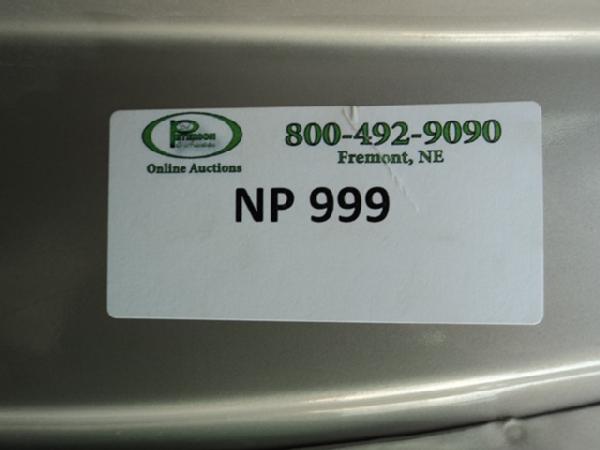 800-492-9090
Fremont, NE
Online Auctions
NP 999